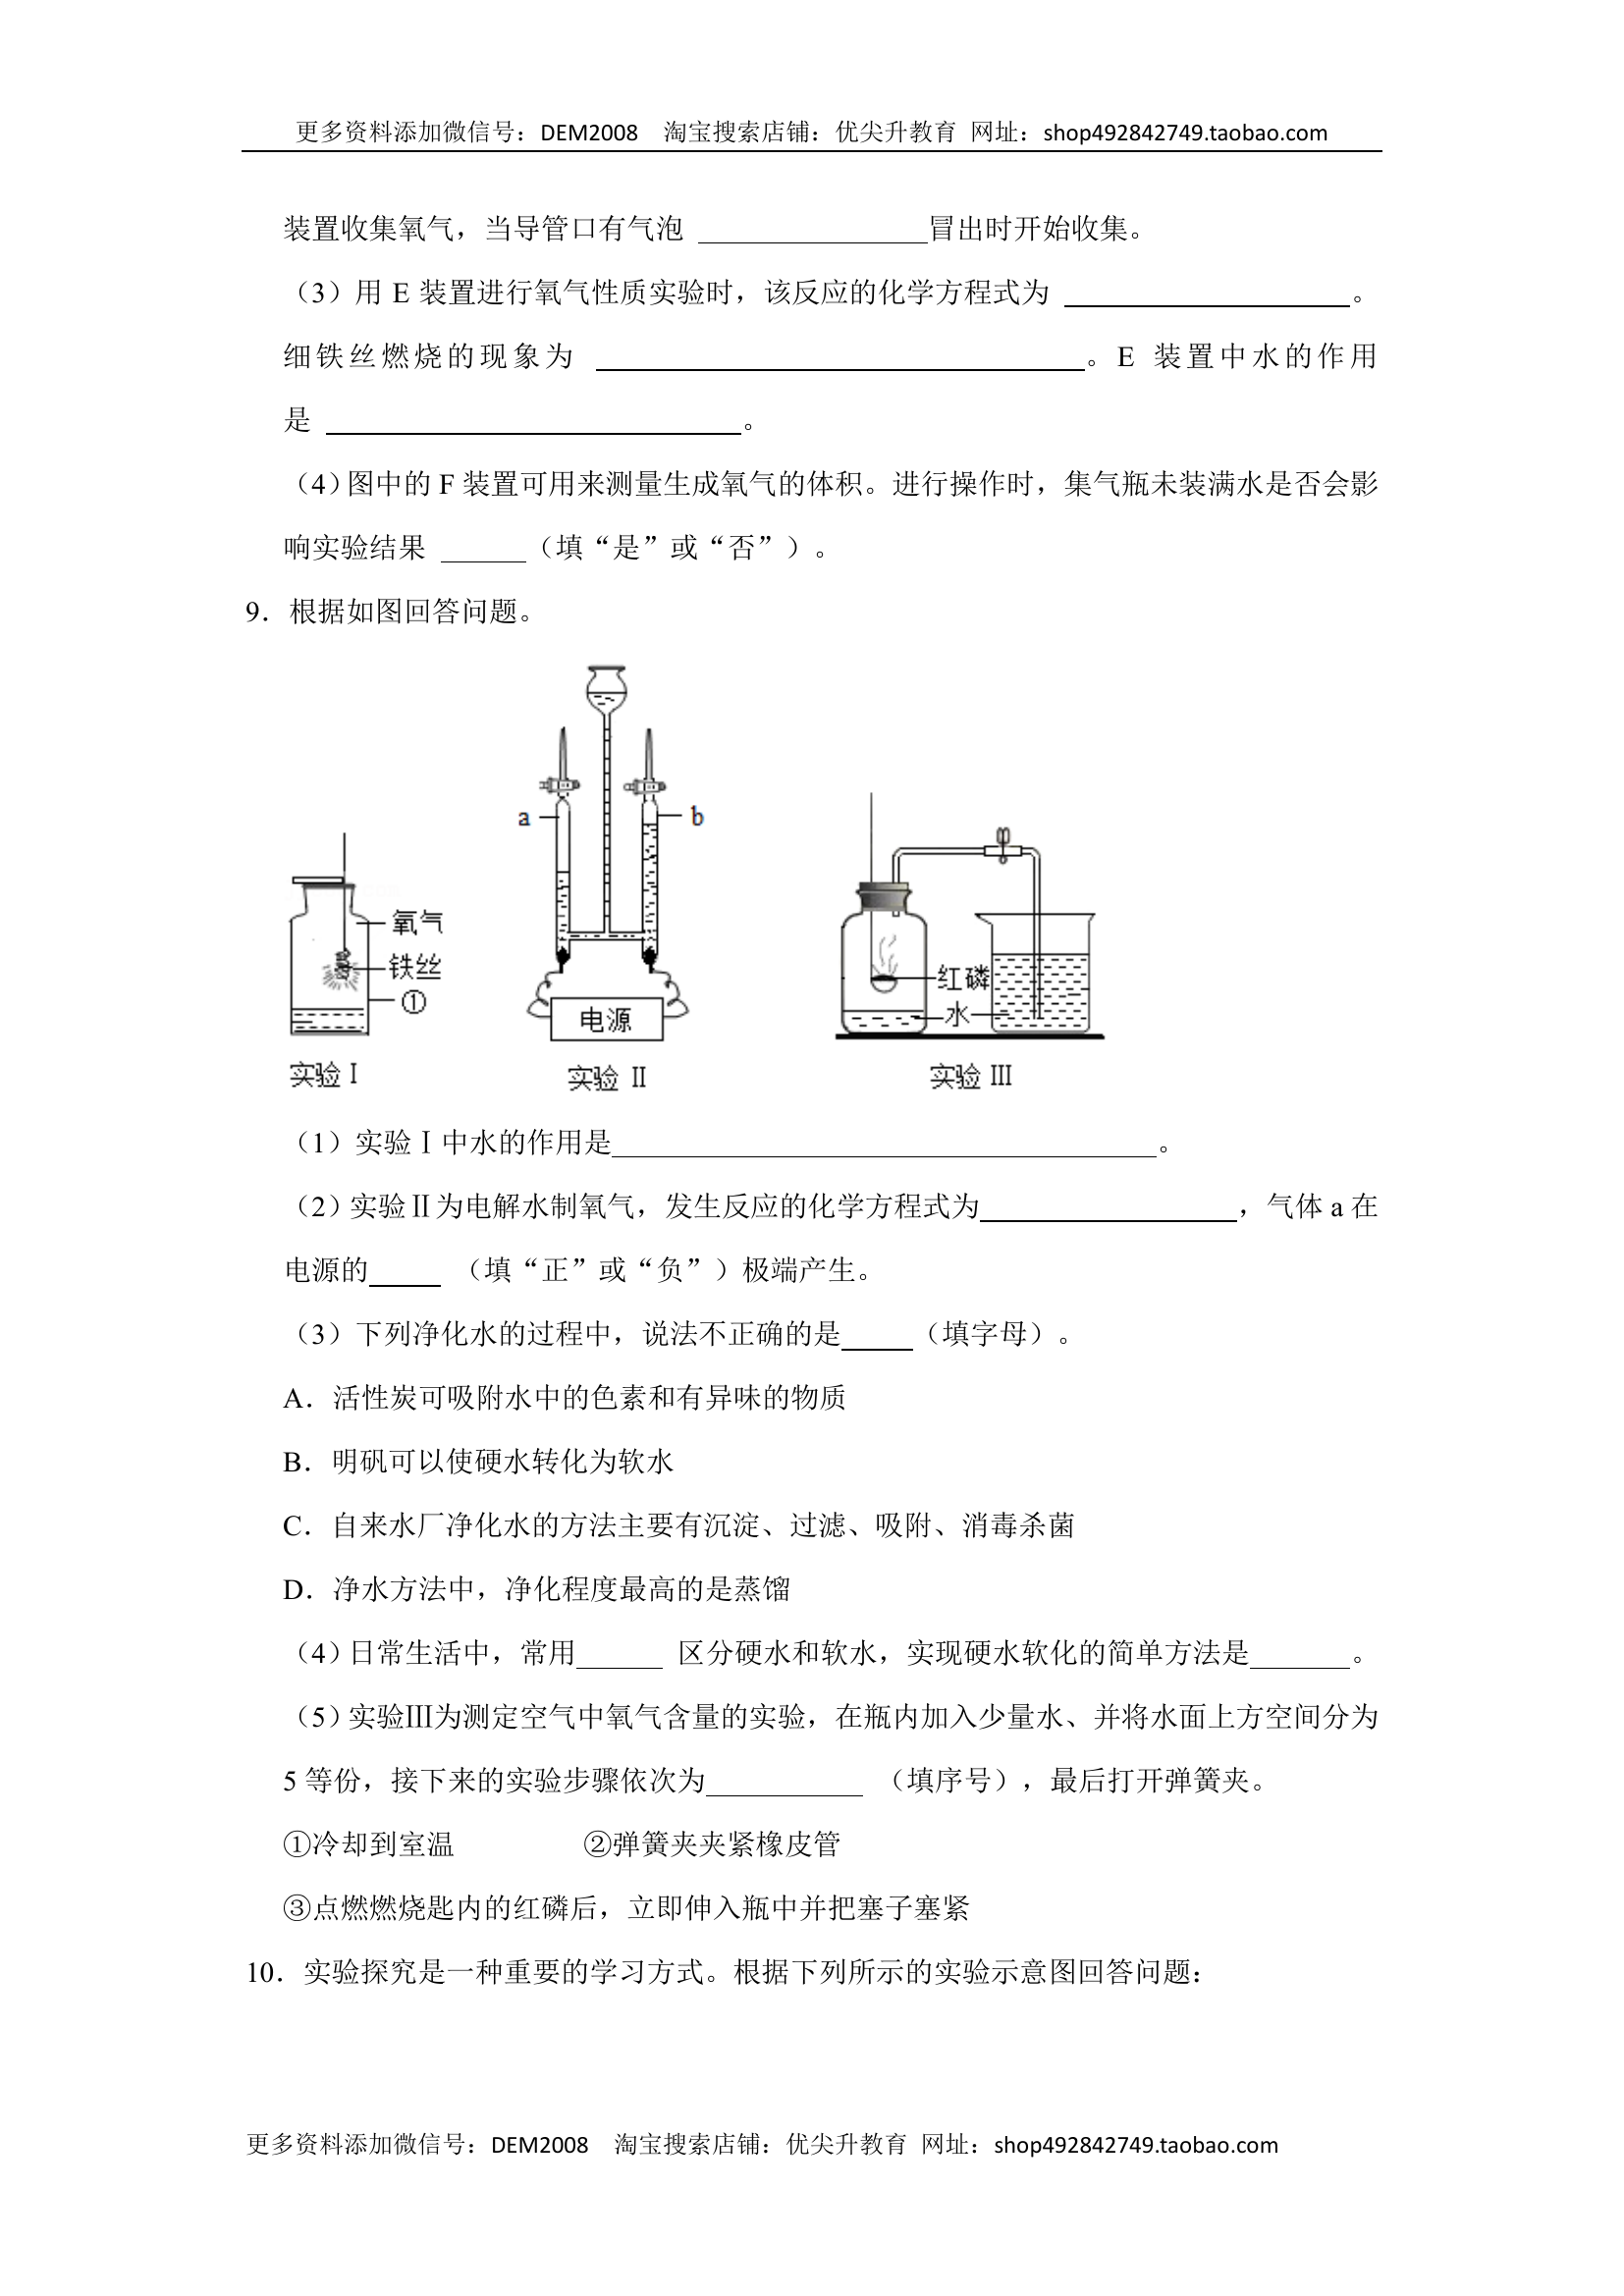 更多资料添加微信号：DEM2008 淘宝搜索店铺：优尖升教育 网址：shop492842749.taobao.com
装置收集氧气，当导管口有气泡 ________________冒出时开始收集。
（3）用 E 装置进行氧气性质实验时，该反应的化学方程式为 ____________________。
细铁丝燃烧的现象为 __________________________________。E 装置中水的作用
是 _____________________________。
（4）图中的 F 装置可用来测量生成氧气的体积。进行操作时，集气瓶未装满水是否会影
响实验结果 ______（填“是”或“否”）。
9．根据如图回答问题。
a
b
氧气
铁丝
①
电源
红磷
水
实验Ⅰ
实验 Ⅱ
实验 Ⅲ
（1）实验Ⅰ中水的作用是______________________________________。
（2）实验Ⅱ为电解水制氧气，发生反应的化学方程式为__________________，气体 a 在
电源的_____ （填“正”或“负”）极端产生。
（3）下列净化水的过程中，说法不正确的是_____（填字母）。
A．活性炭可吸附水中的色素和有异味的物质
B．明矾可以使硬水转化为软水
C．自来水厂净化水的方法主要有沉淀、过滤、吸附、消毒杀菌
D．净水方法中，净化程度最高的是蒸馏
（4）日常生活中，常用______ 区分硬水和软水，实现硬水软化的简单方法是_______。
（5）实验Ⅲ为测定空气中氧气含量的实验，在瓶内加入少量水、并将水面上方空间分为
5 等份，接下来的实验步骤依次为___________ （填序号），最后打开弹簧夹。
①冷却到室温 ②弹簧夹夹紧橡皮管
③点燃燃烧匙内的红磷后，立即伸入瓶中并把塞子塞紧
10．实验探究是一种重要的学习方式。根据下列所示的实验示意图回答问题：
更多资料添加微信号：DEM2008 淘宝搜索店铺：优尖升教育 网址：shop492842749.taobao.com